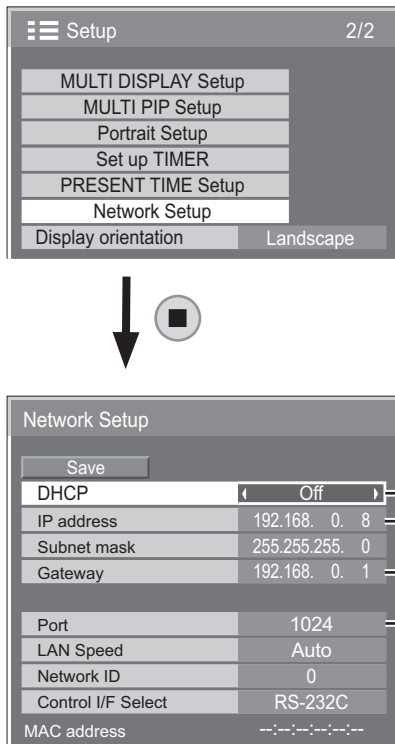 Setup 2/2
MULTI DISPLAY Setup
MULTI PIP Setup
Portrait Setup
Set up TIMER
PRESENT TIME Setup
Network Setup
Display orientation Landscape
Network Setup
Save
DHCP Off
IP address 192.168. 0. 8
Subnet mask 255.255.255. 0
Gateway 192.168. 0. 1
Port 1024
LAN Speed Auto
Network ID 0
Control I/F Select RS-232C
MAC address --:--:--:--:--:--